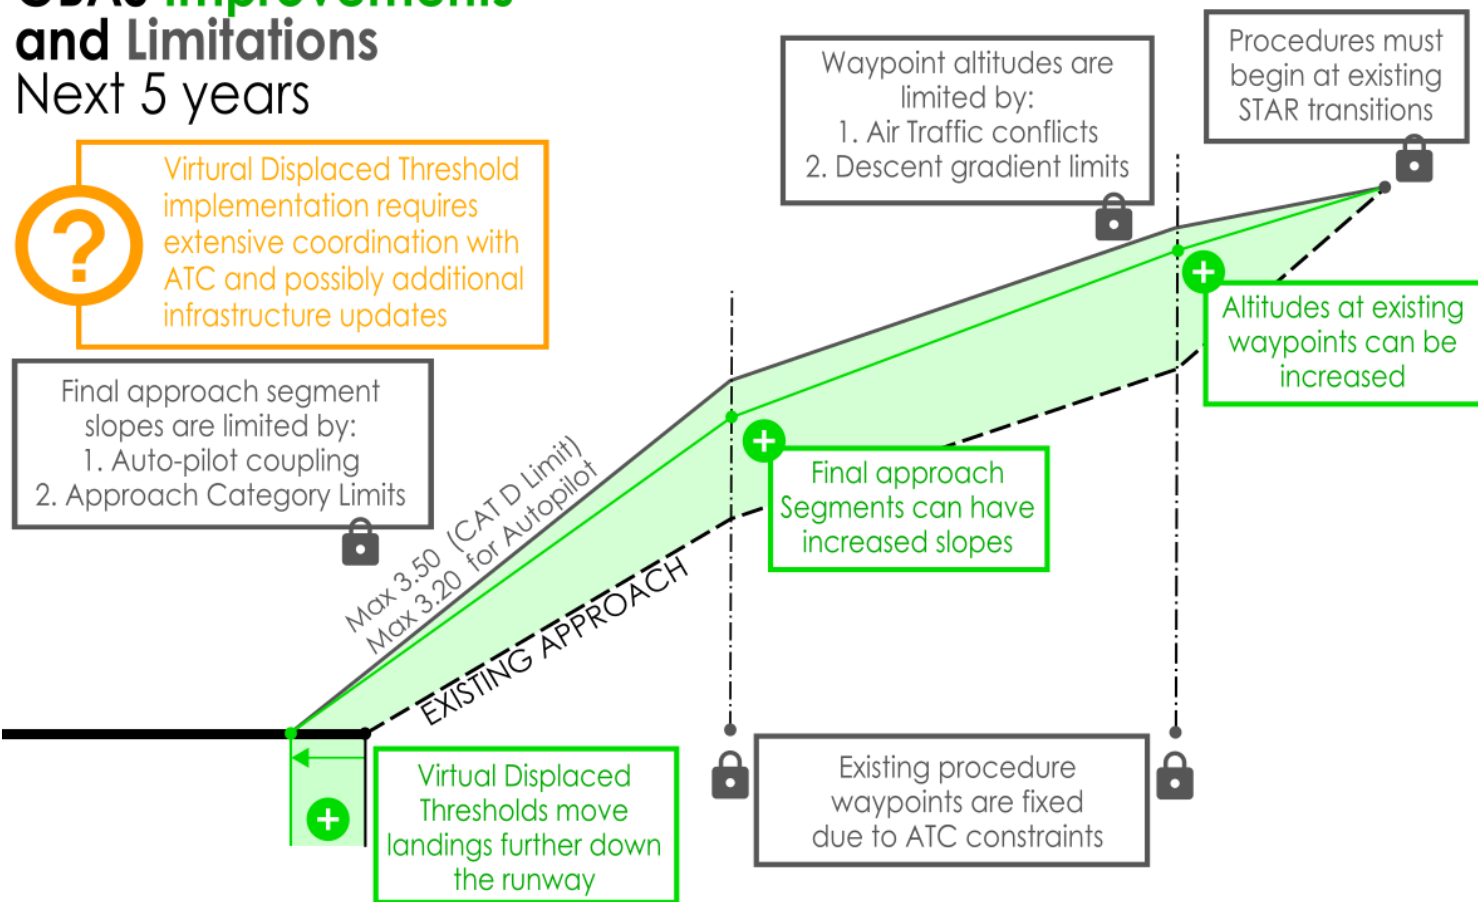 and Limitations
Next 5 years
Virtural Displaced Threshold
implementation requires
extensive coordination with
ATC and possibly additional
infrastructure updates
?
Final approach segment
slopes are limited by:
1. Auto-pilot coupling
2. Approach Category Limits
Waypoint altitudes are
limited by:
1. Air Traffic conflicts
2. Descent gradient limits
Procedures must
begin at existing
STAR transitions
+
Altitudes at existing
waypoints can be
increased
+
Final approach
Segments can have
increased slopes
Max 3.50 (CAT D Limit)
Max 3.20 for Autopilot
EXISTING APPROACH
+
Virtual Displaced
Thresholds move
landings further down
the runway
Existing procedure
waypoints are fixed
due to ATC constraints